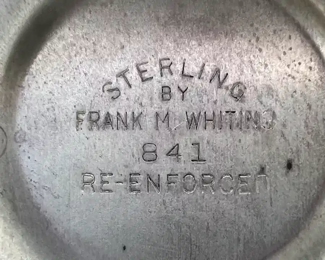 STERLING
BY
FRANK M. WHITING
841
RE-ENFORCED